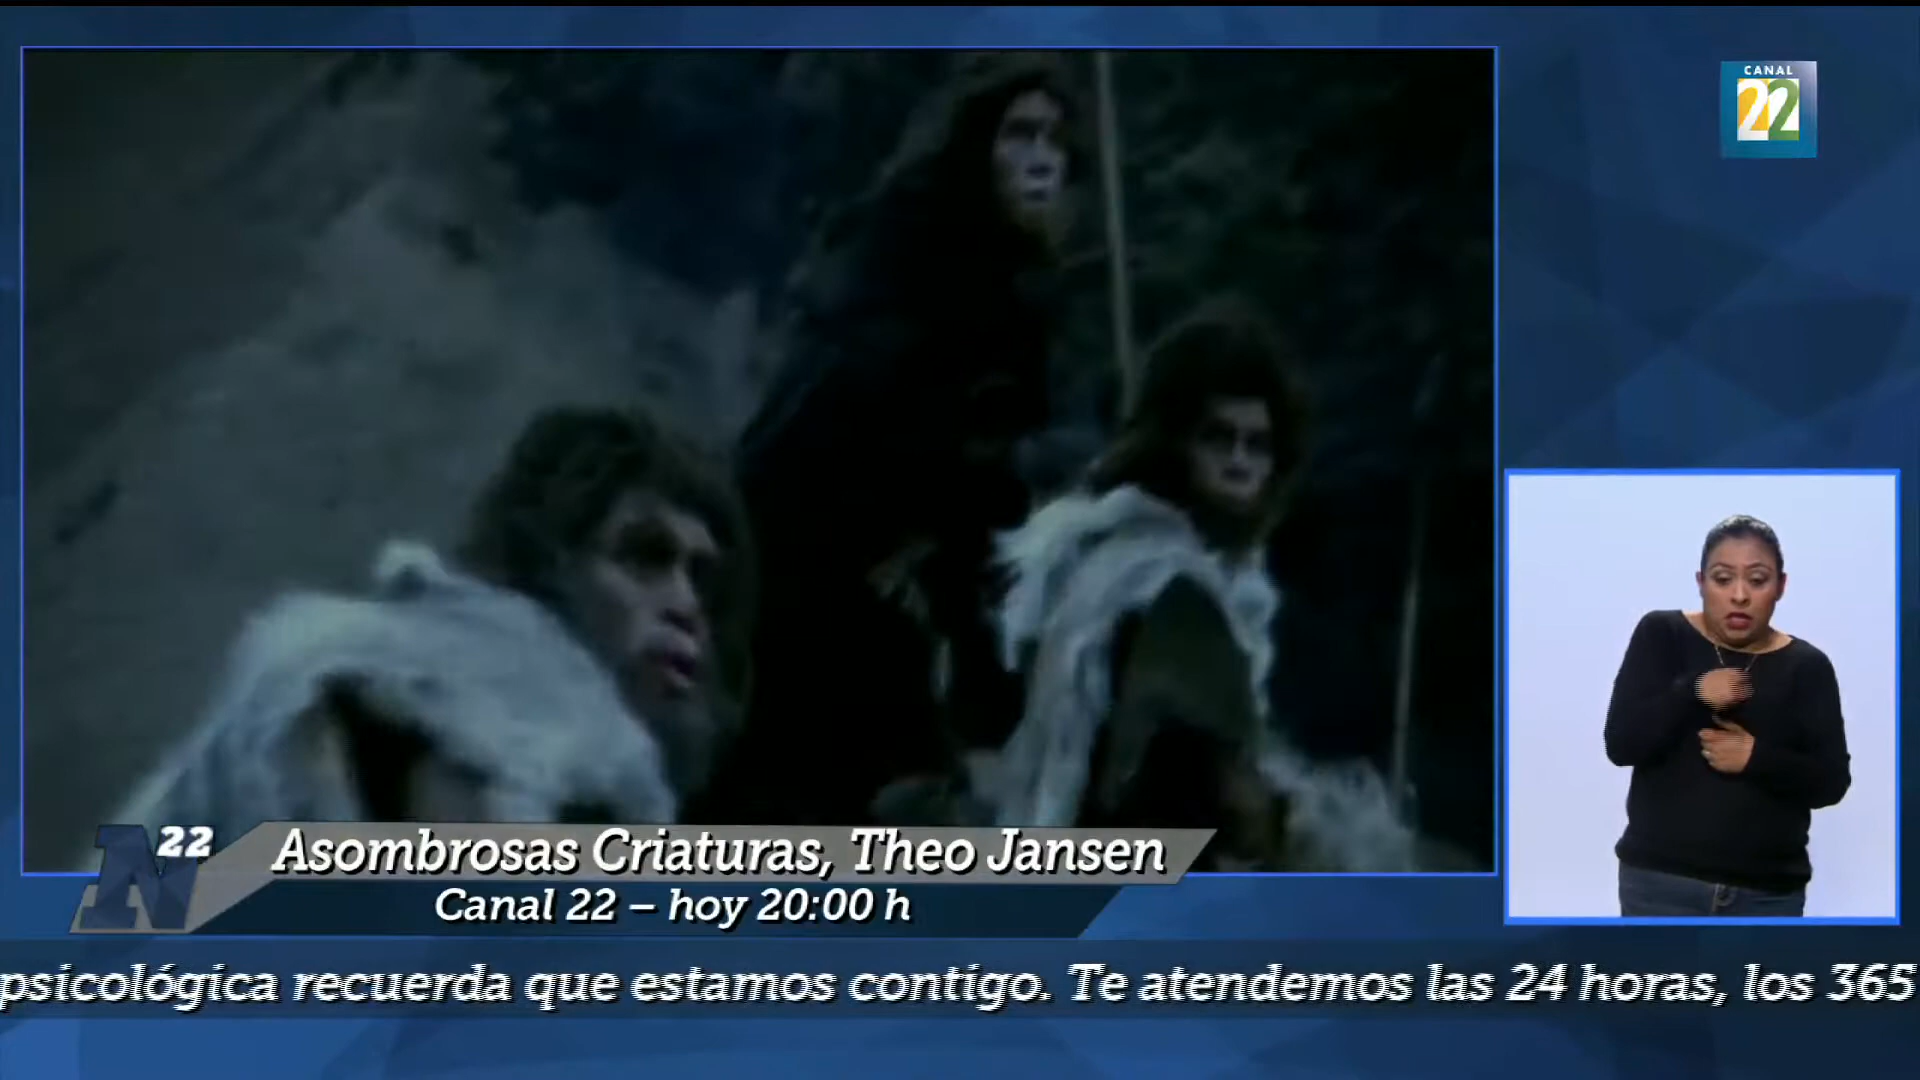 CANAL
22
N22
Asombrosas Criaturas, Theo Jansen
Canal 22 – hoy 20:00 h
psicológica recuerda que estamos contigo. Te atendemos las 24 horas, los 365